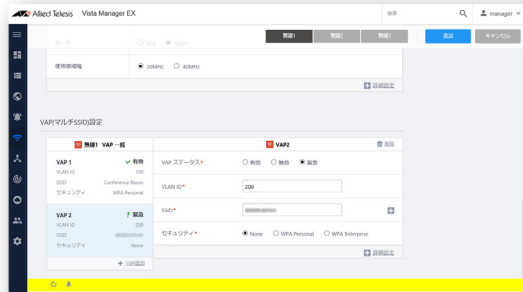 Allied Telesis Vista Manager EX 検索 manager
無線1 無線2 無線3 追加 キャンセル
使用帯域幅 20MHz 40MHz
詳細設定
VAP(マルチSSID)設定
無線1 VAP 一覧 VAP2 削除
VAP 1 有効 VAP ステータス* 有効 無効 緊急
VLAN ID 100
SSID Conference Room VLAN ID* 200
セキュリティ WPA Personal
VAP 2 緊急 SSID*
VLAN ID 200
SSID セキュリティ* None WPA Personal WPA Enterprise
セキュリティ None
+ VAP追加 詳細設定